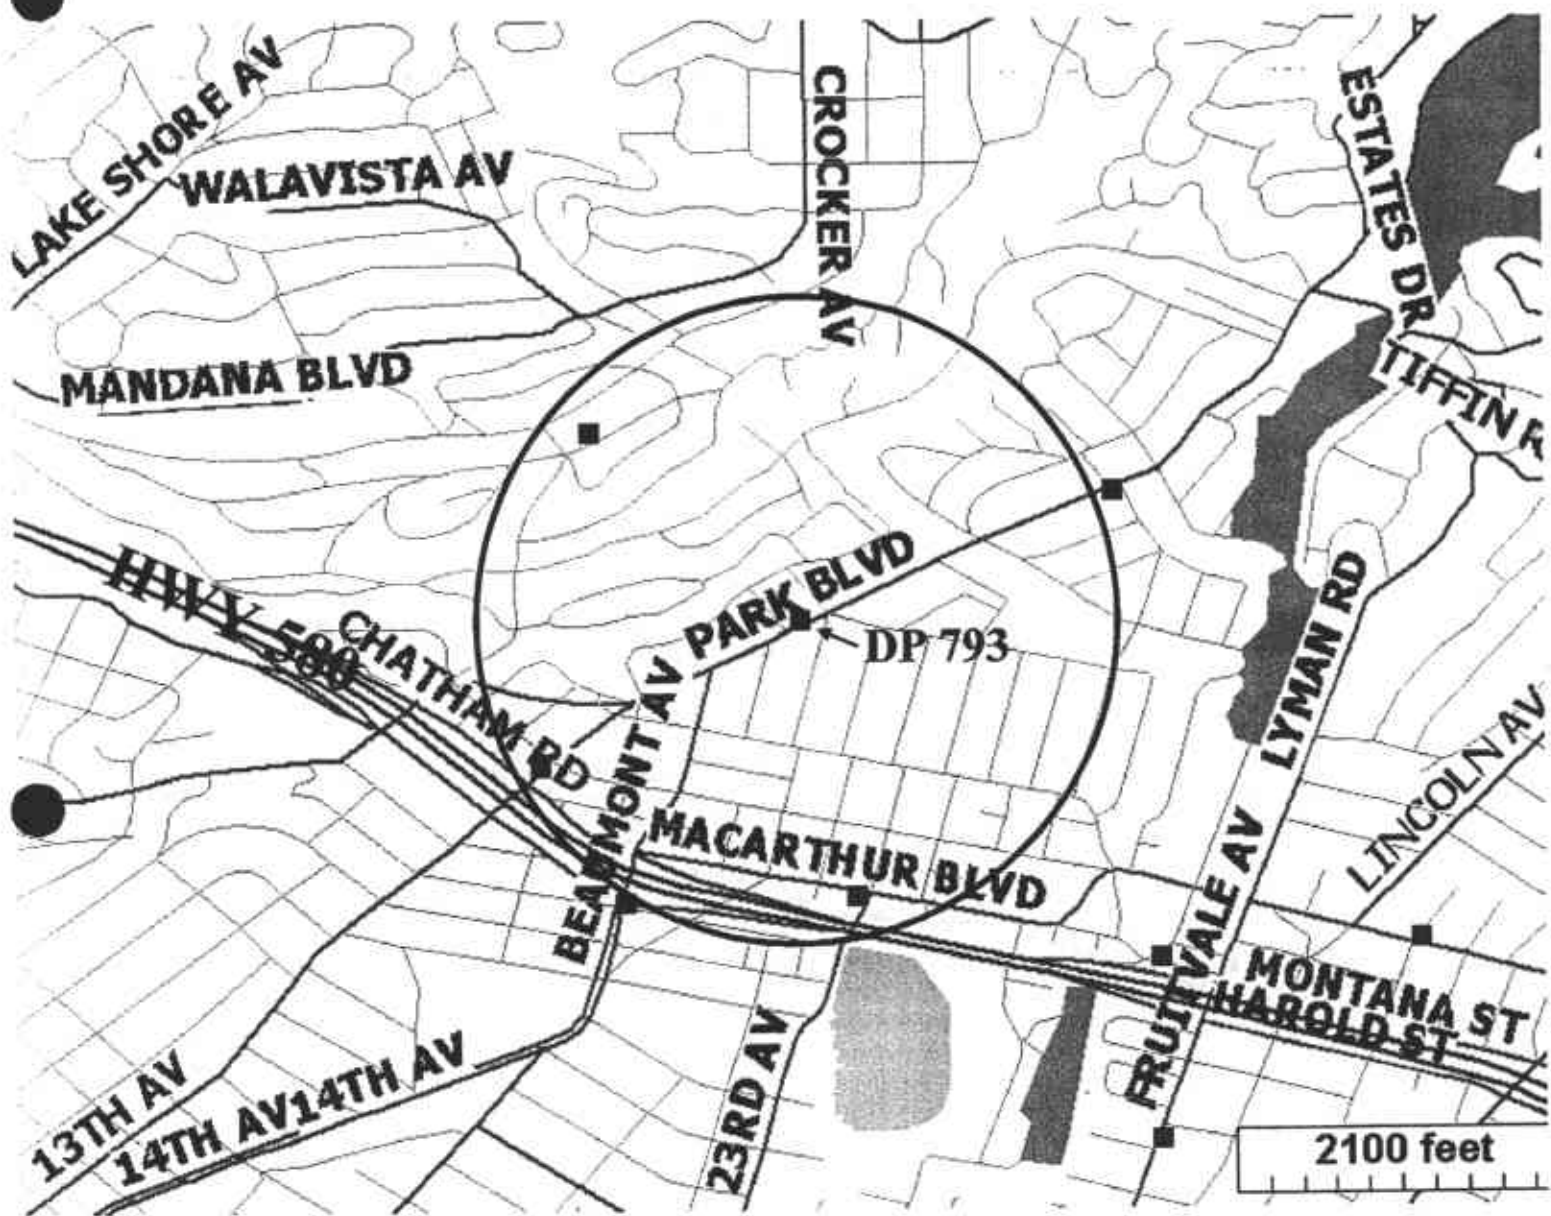 LAKE SHORE AV
WALAVISTA AV
CROCKER AV
ESTATES DR
MANDANA BLVD
TIFFIN R
HWY 580
CHATHAM RD
PARK BLVD
DP 793
BEAUMONT AV
LYMAN RD
LINCOLN AV
MACARTHUR BLVD
FRUITVALE AV
MONTANA ST
HAROLD ST
13TH AV
14TH AV 14TH AV
23RD AV
2100 feet